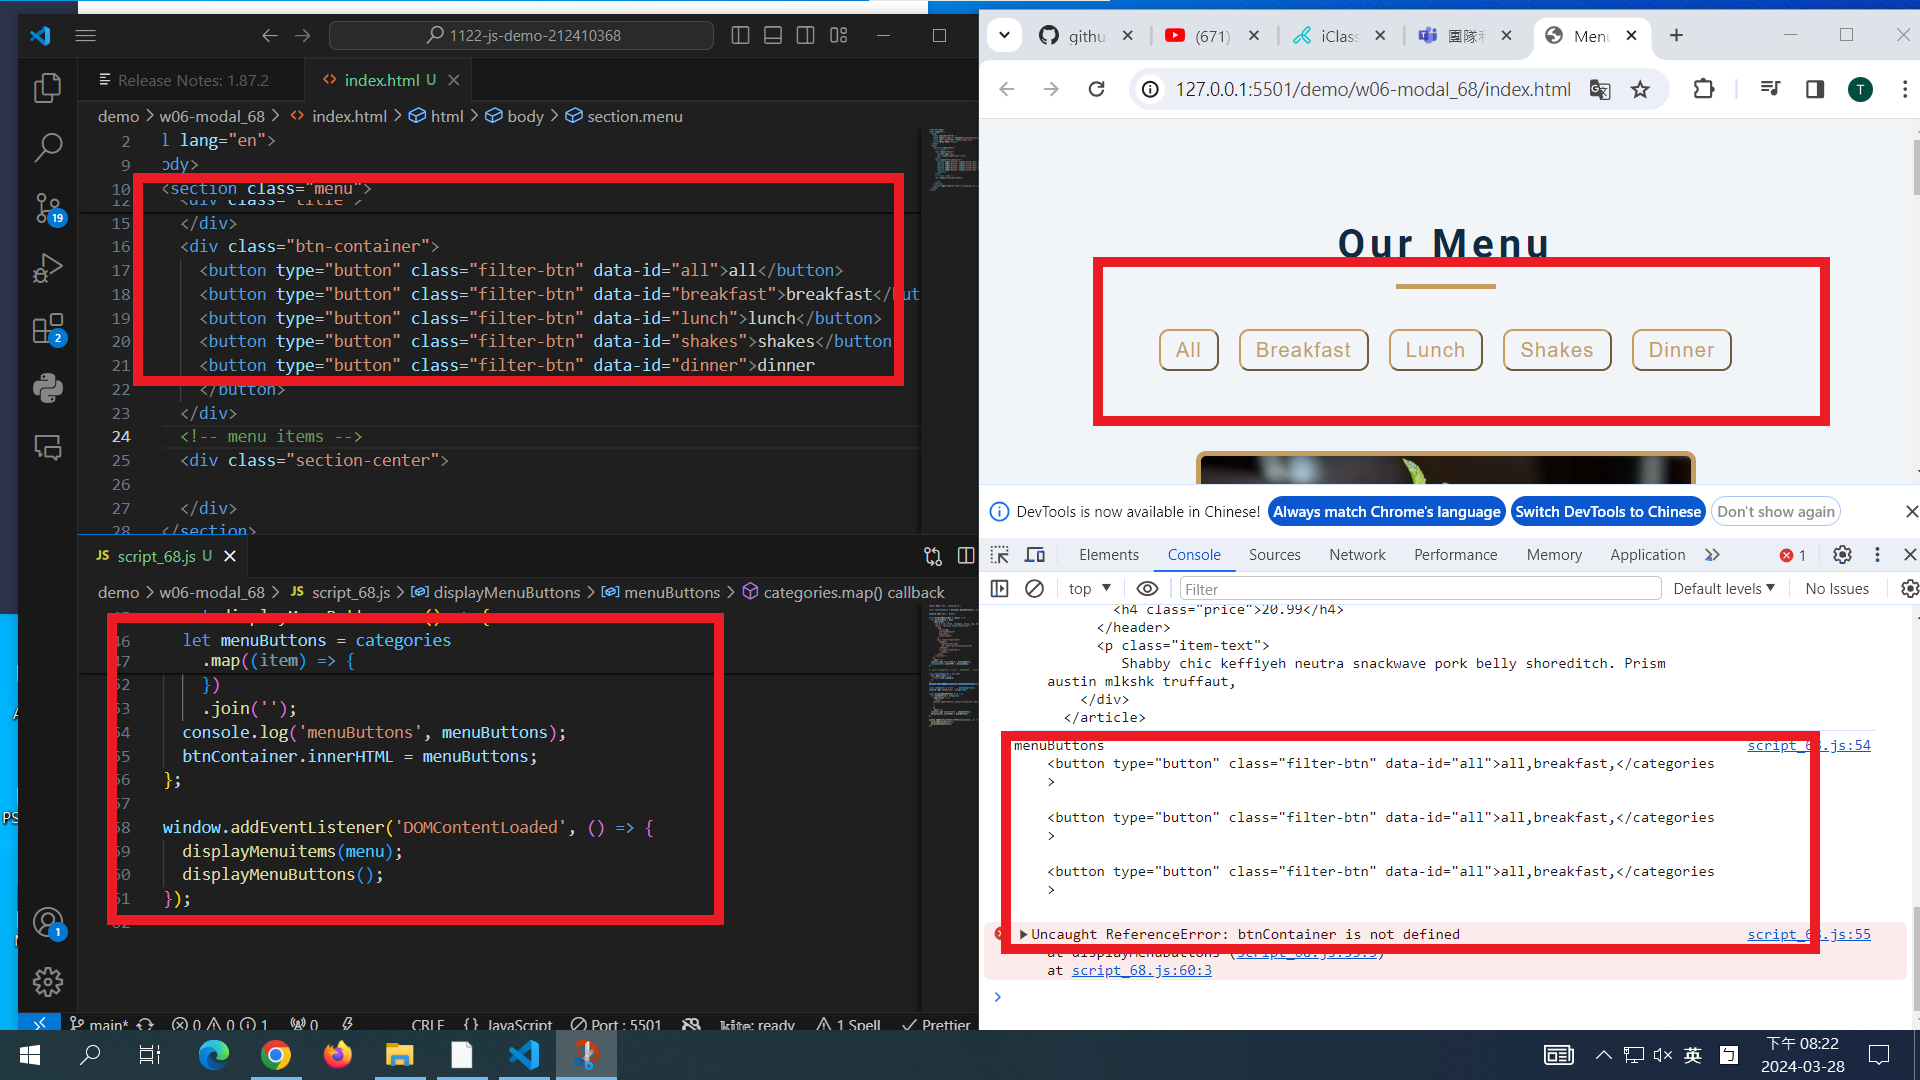 1122-js-demo-212410368
Release Notes: 1.87.2
index.html U
demo > w06-modal_68 > index.html > html > body > section.menu
2 l lang="en">
9 ody>
10 <section class="menu">
12 <div class="title">
15 </div>
16 <div class="btn-container">
17 <button type="button" class="filter-btn" data-id="all">all</button>
18 <button type="button" class="filter-btn" data-id="breakfast">breakfast</but
19 <button type="button" class="filter-btn" data-id="lunch">lunch</button>
20 <button type="button" class="filter-btn" data-id="shakes">shakes</button
21 <button type="button" class="filter-btn" data-id="dinner">dinner
22 </button>
23 </div>
24 <!-- menu items -->
25 <div class="section-center">
26
27 </div>
28 </section>
JS script_68.js U
demo > w06-modal_68 > JS script_68.js > displayMenuButtons > menuButtons > categories.map() callback
46 let menuButtons = categories
47 .map((item) => {
52 })
53 .join('');
54 console.log('menuButtons', menuButtons);
55 btnContainer.innerHTML = menuButtons;
56 };
57
58 window.addEventListener('DOMContentLoaded', () => {
59 displayMenuitems(menu);
60 displayMenuButtons();
61 });
62
19
2
1
main* 0 0 1 0 CRLF {} JavaScript Port : 5501 kite: ready 1 Spell Prettier
githu
(671)
iClas
團隊
Menu
127.0.0.1:5501/demo/w06-modal_68/index.html
T
Our Menu
All Breakfast Lunch Shakes Dinner
DevTools is now available in Chinese! Always match Chrome's language Switch DevTools to Chinese Don't show again
Elements Console Sources Network Performance Memory Application 1
top Filter Default levels No Issues
<h4 class="price">20.99</h4>
</header>
<p class="item-text">
Shabby chic keffiyeh neutra snackwave pork belly shoreditch. Prism
austin mlkshk truffaut,
</div>
</article>
menuButtons script_68.js:54
<button type="button" class="filter-btn" data-id="all">all,breakfast,</categories
>
<button type="button" class="filter-btn" data-id="all">all,breakfast,</categories
>
<button type="button" class="filter-btn" data-id="all">all,breakfast,</categories
>
Uncaught ReferenceError: btnContainer is not defined script_68.js:55
at displayMenuButtons (script_68.js:55:3)
at script_68.js:60:3
英
下午 08:22
2024-03-28